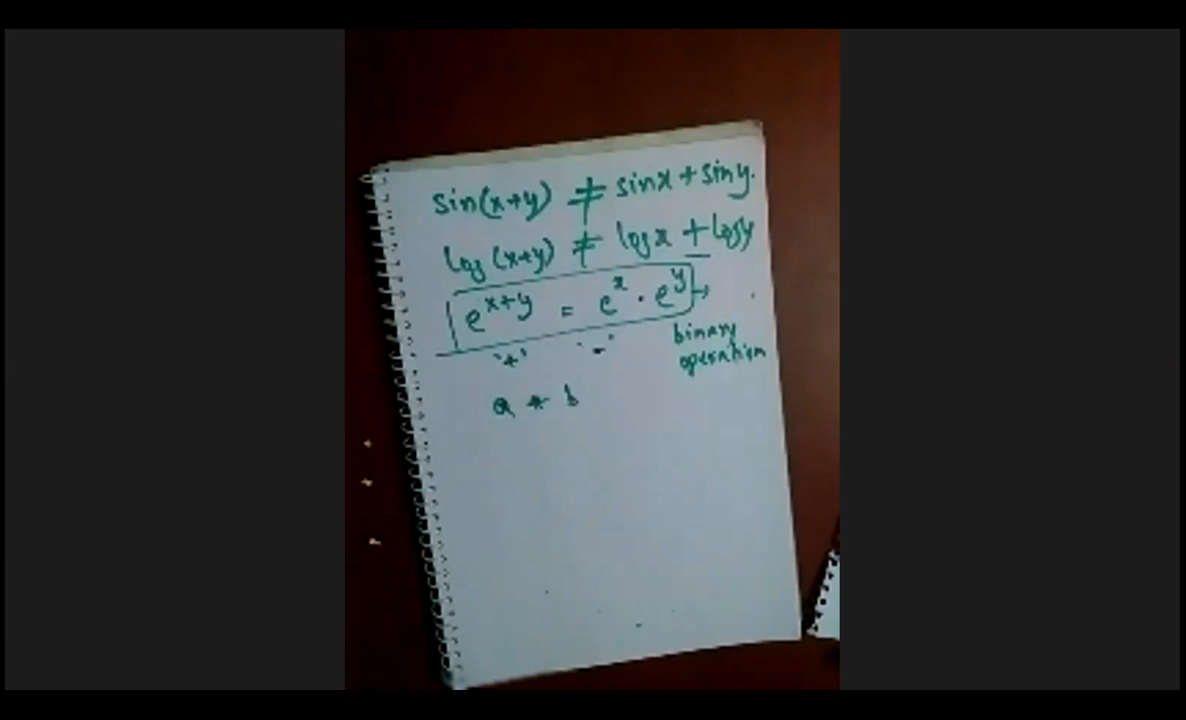 sin(x+y) ≠ sinx + siny.
log(x+y) ≠ logx + logy
e^{x+y} = e^x · e^y →
binary
operation
'+' '-'
a * b